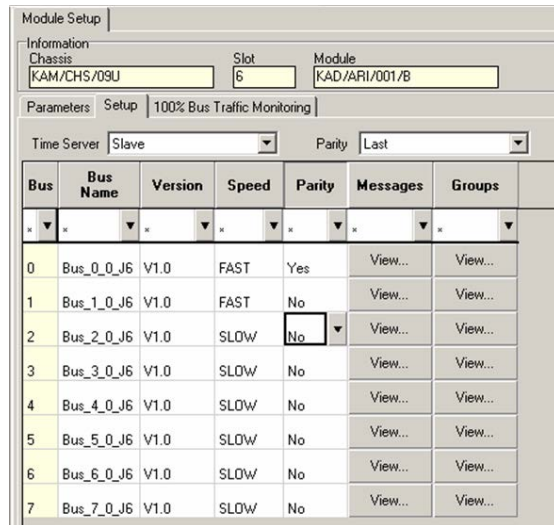 Module Setup
Information
Chassis Slot Module
KAM/CHS/09U 6 KAD/ARI/001/B
Parameters Setup 100% Bus Traffic Monitoring
Time Server Slave Parity Last
Bus Bus Name Version Speed Parity Messages Groups
* * * * * * *
0 Bus_0_0_J6 V1.0 FAST Yes View... View...
1 Bus_1_0_J6 V1.0 FAST No View... View...
2 Bus_2_0_J6 V1.0 SLOW No View... View...
3 Bus_3_0_J6 V1.0 SLOW No View... View...
4 Bus_4_0_J6 V1.0 SLOW No View... View...
5 Bus_5_0_J6 V1.0 SLOW No View... View...
6 Bus_6_0_J6 V1.0 SLOW No View... View...
7 Bus_7_0_J6 V1.0 SLOW No View... View...